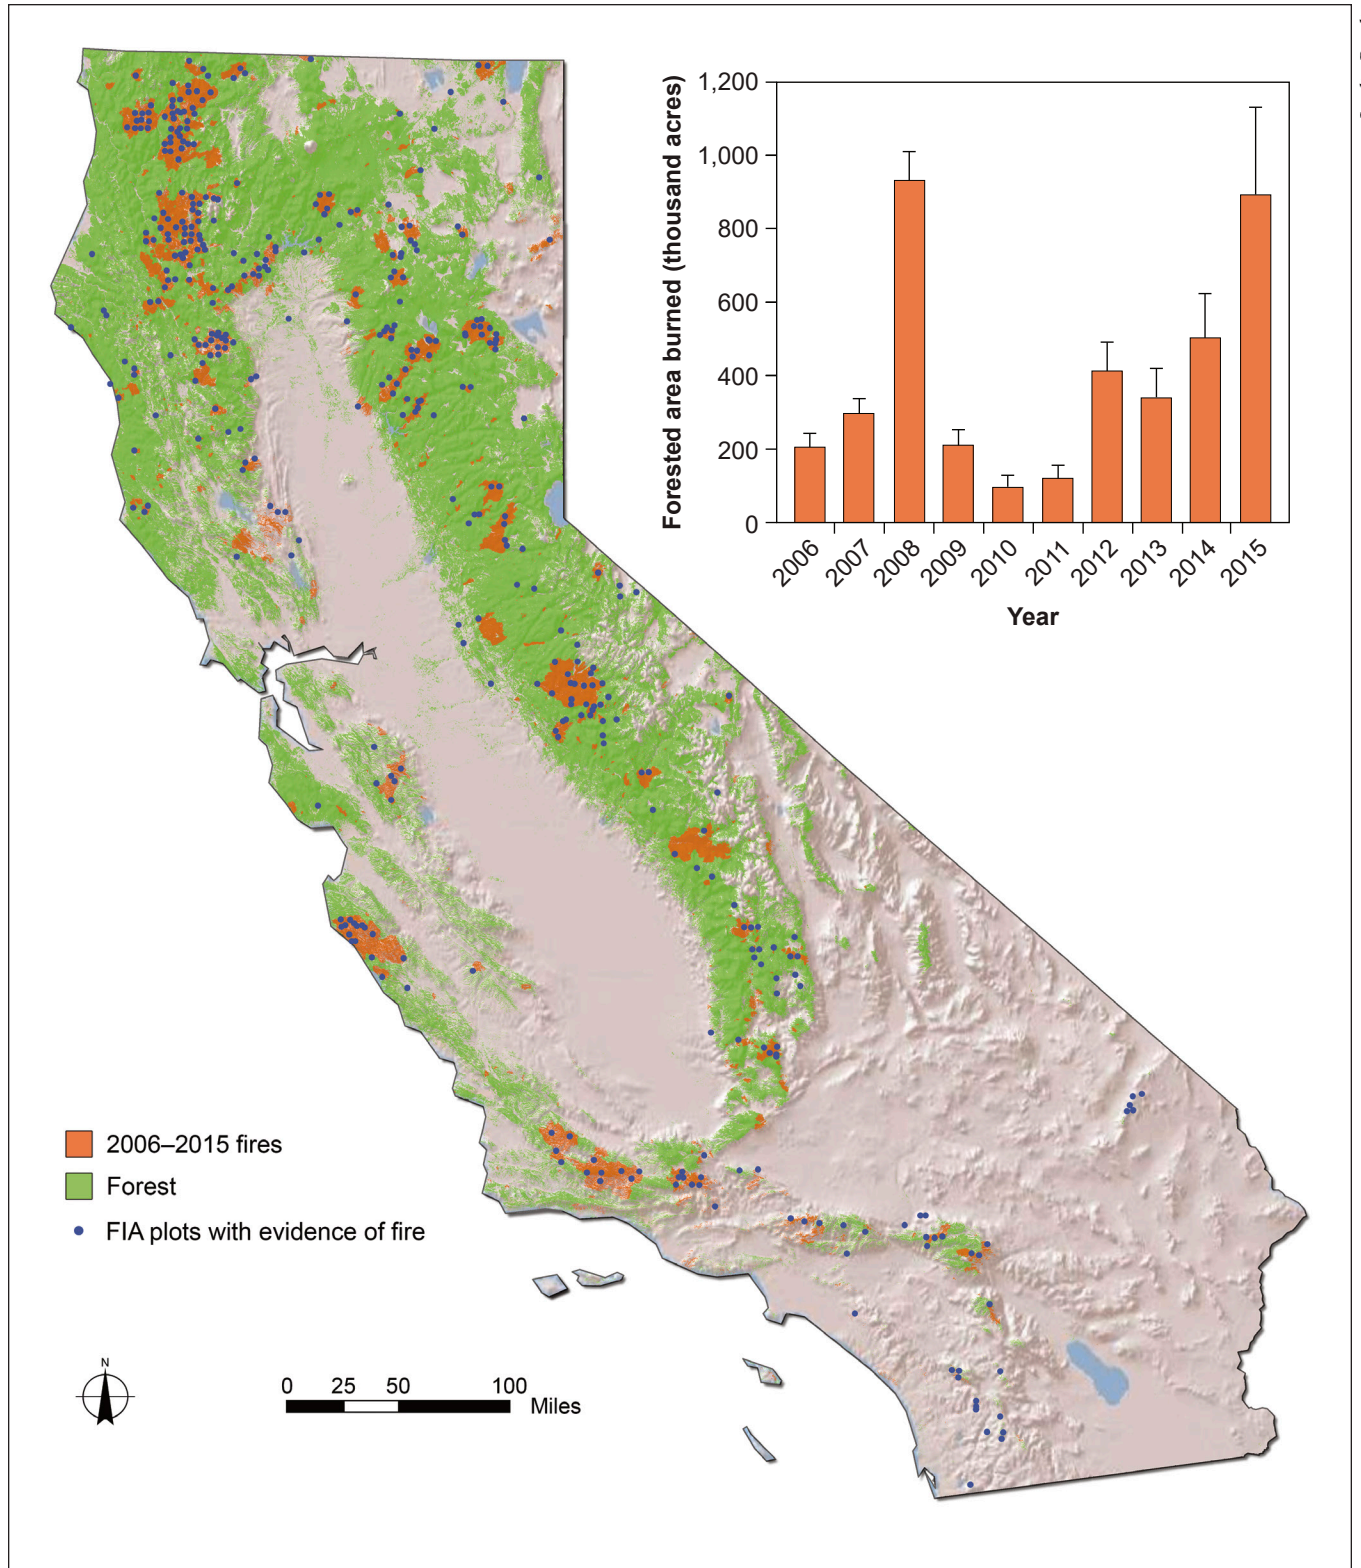 Forested area burned (thousand acres)
1,200
1,000
800
600
400
200
0
2006
2007
2008
2009
2010
2011
2012
2013
2014
2015
Year
2006–2015 fires
Forest
FIA plots with evidence of fire
N
0 25 50 100
Miles